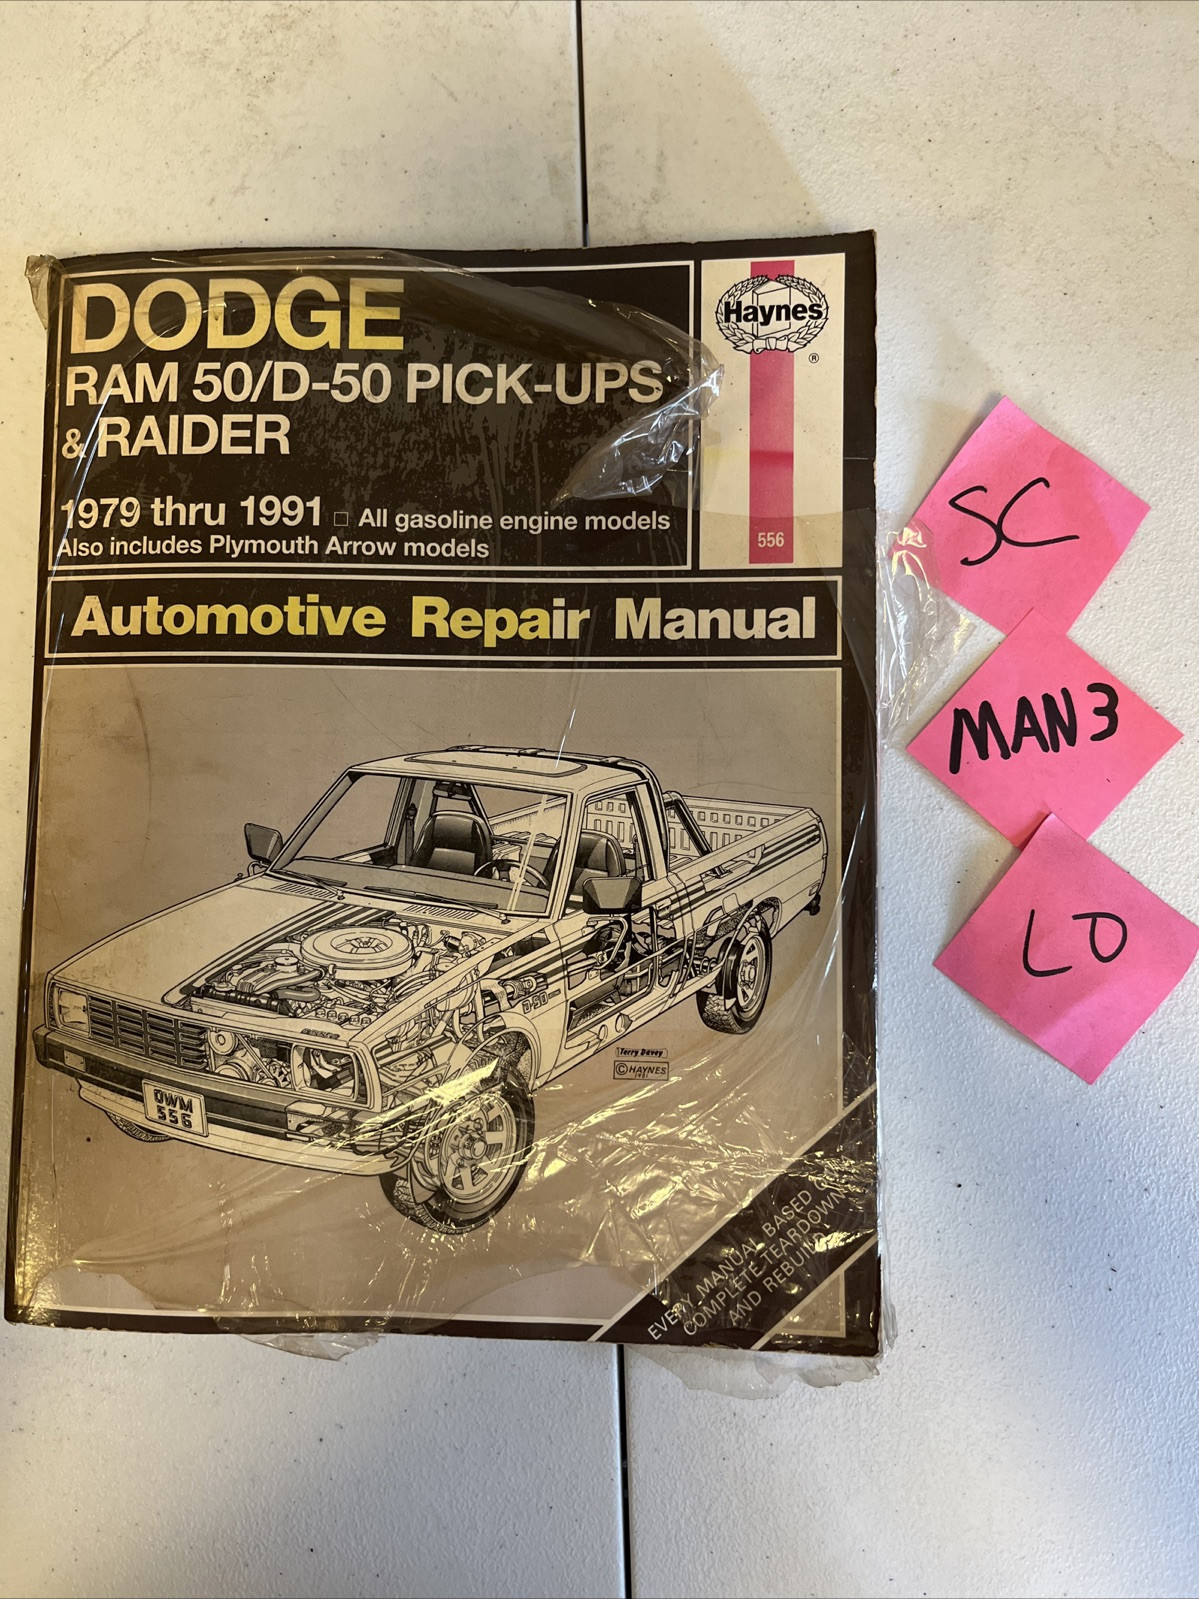 DODGE
RAM 50/D-50 PICK-UPS
& RAIDER
1979 thru 1991 □ All gasoline engine models
Also includes Plymouth Arrow models
Haynes
®
556
Automotive Repair Manual
D-50
Terry Davey
© HAYNES
1981
OWM
556
EVERY MANUAL BASED ON
COMPLETE TEARDOWN
AND REBUILD
SC
MAN3
LO